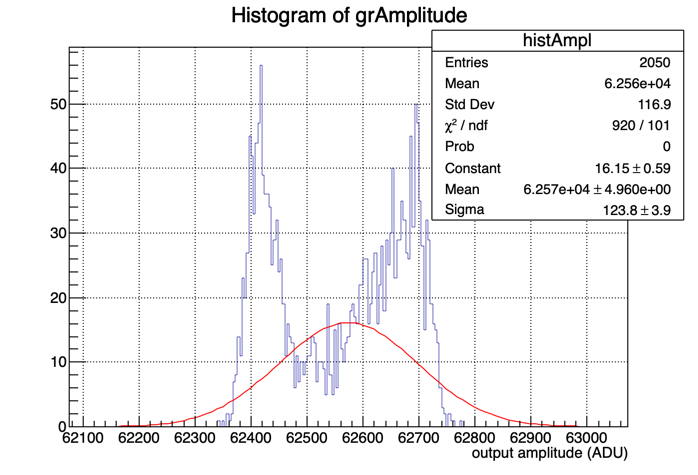 Histogram of grAmplitude
histAmpl
Entries 2050
Mean 6.256e+04
Std Dev 116.9
χ² / ndf 920 / 101
Prob 0
Constant 16.15 ± 0.59
Mean 6.257e+04 ± 4.960e+00
Sigma 123.8 ± 3.9
50
40
30
20
10
0
62100 62200 62300 62400 62500 62600 62700 62800 62900 63000
output amplitude (ADU)